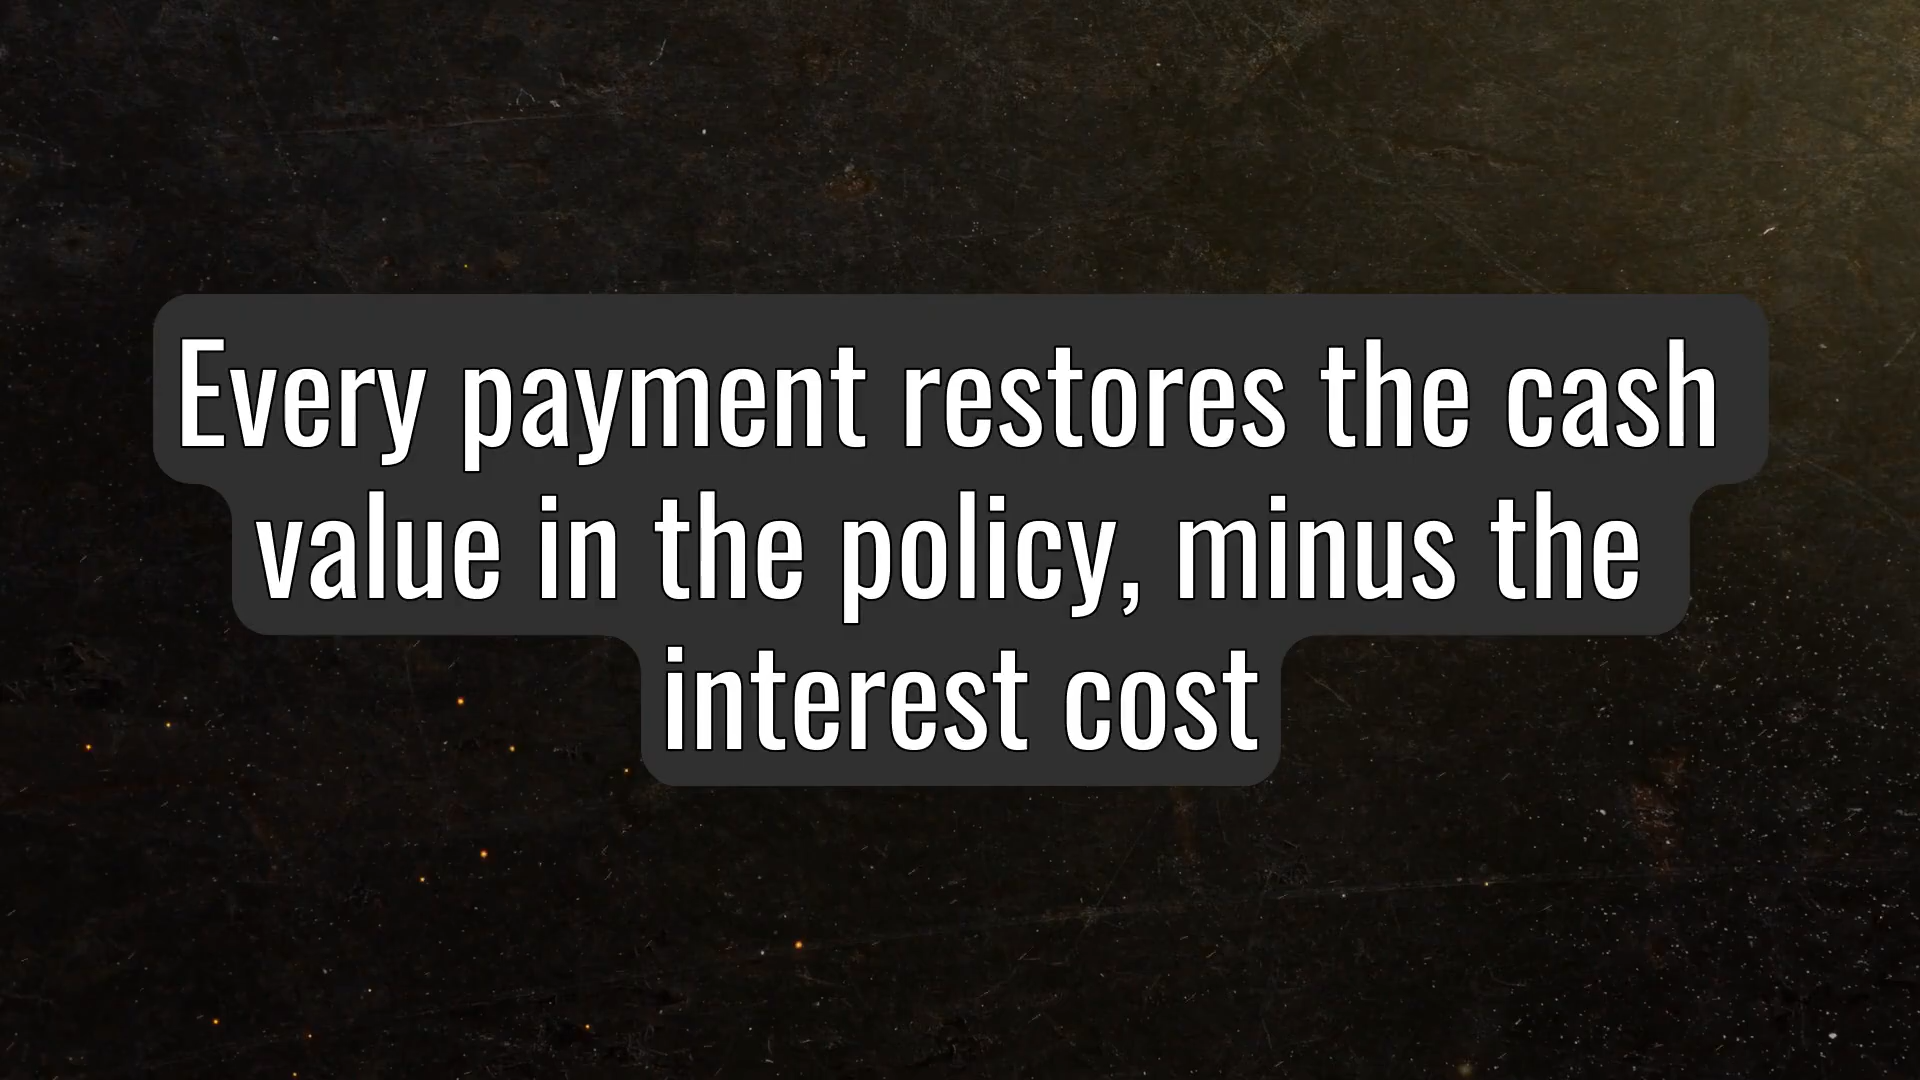 Every payment restores the cash
value in the policy, minus the
interest cost